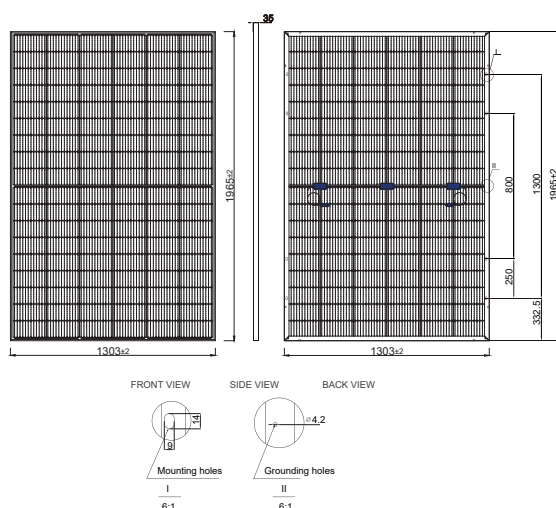 35
I
1965±2
II
800
1300
1965±2
250
332.5
1303±2
1303±2
FRONT VIEW SIDE VIEW BACK VIEW
14
9
⌀4.2
Mounting holes
Grounding holes
I
II
6:1
6:1